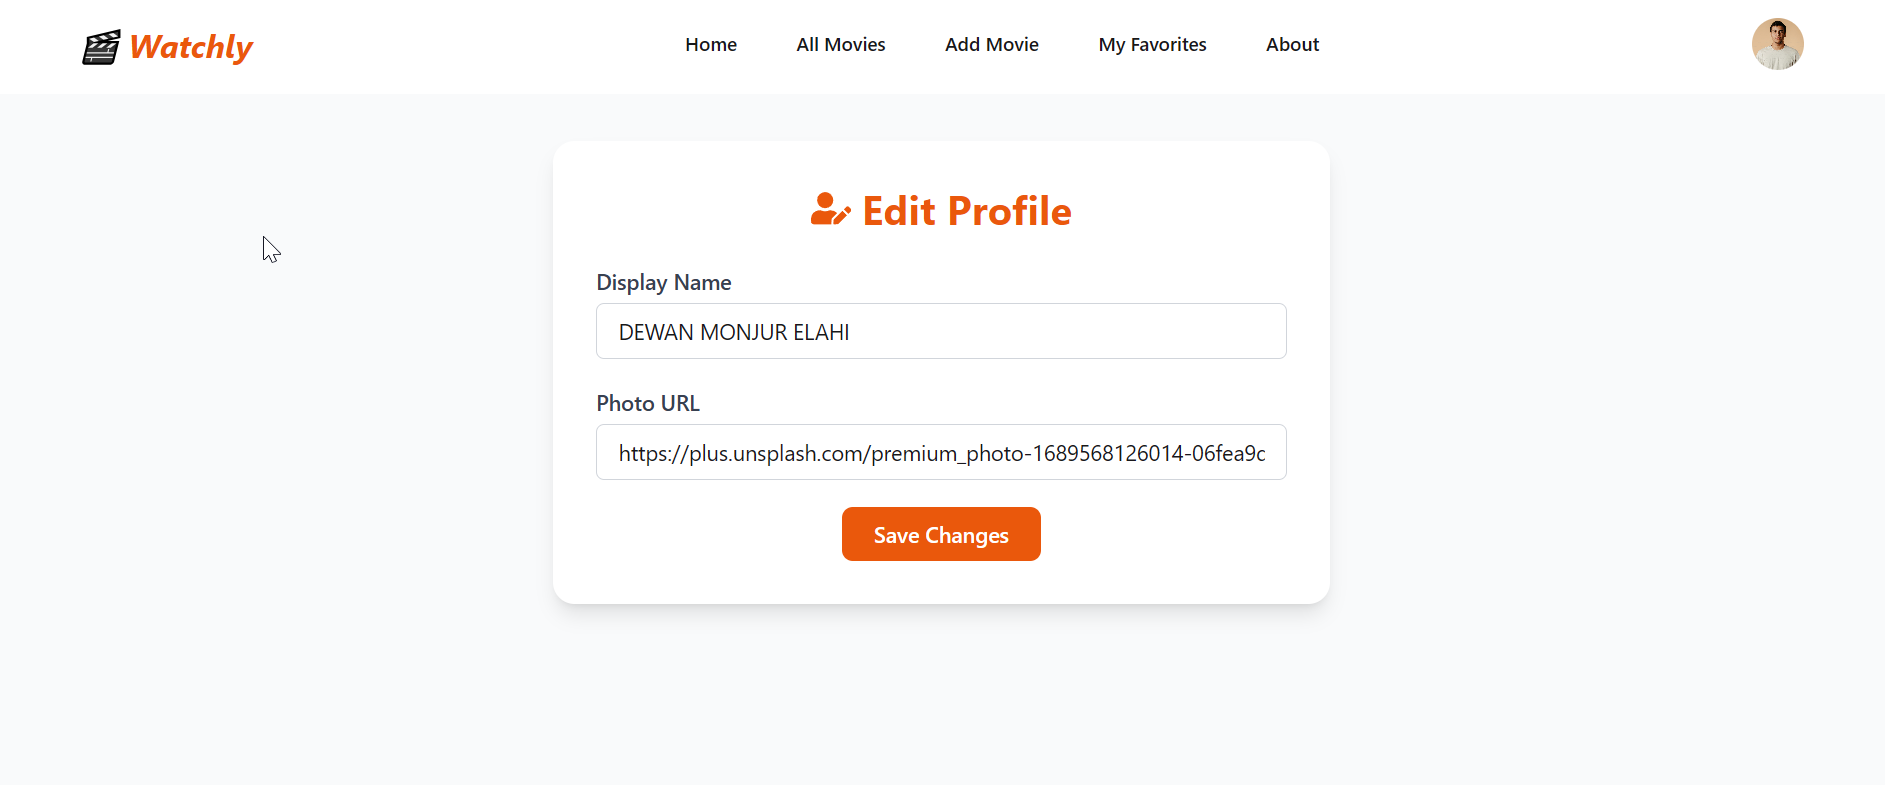 Watchly
Home All Movies Add Movie My Favorites About
Edit Profile
Display Name
DEWAN MONJUR ELAHI
Photo URL
https://plus.unsplash.com/premium_photo-1689568126014-06fea9c
Save Changes